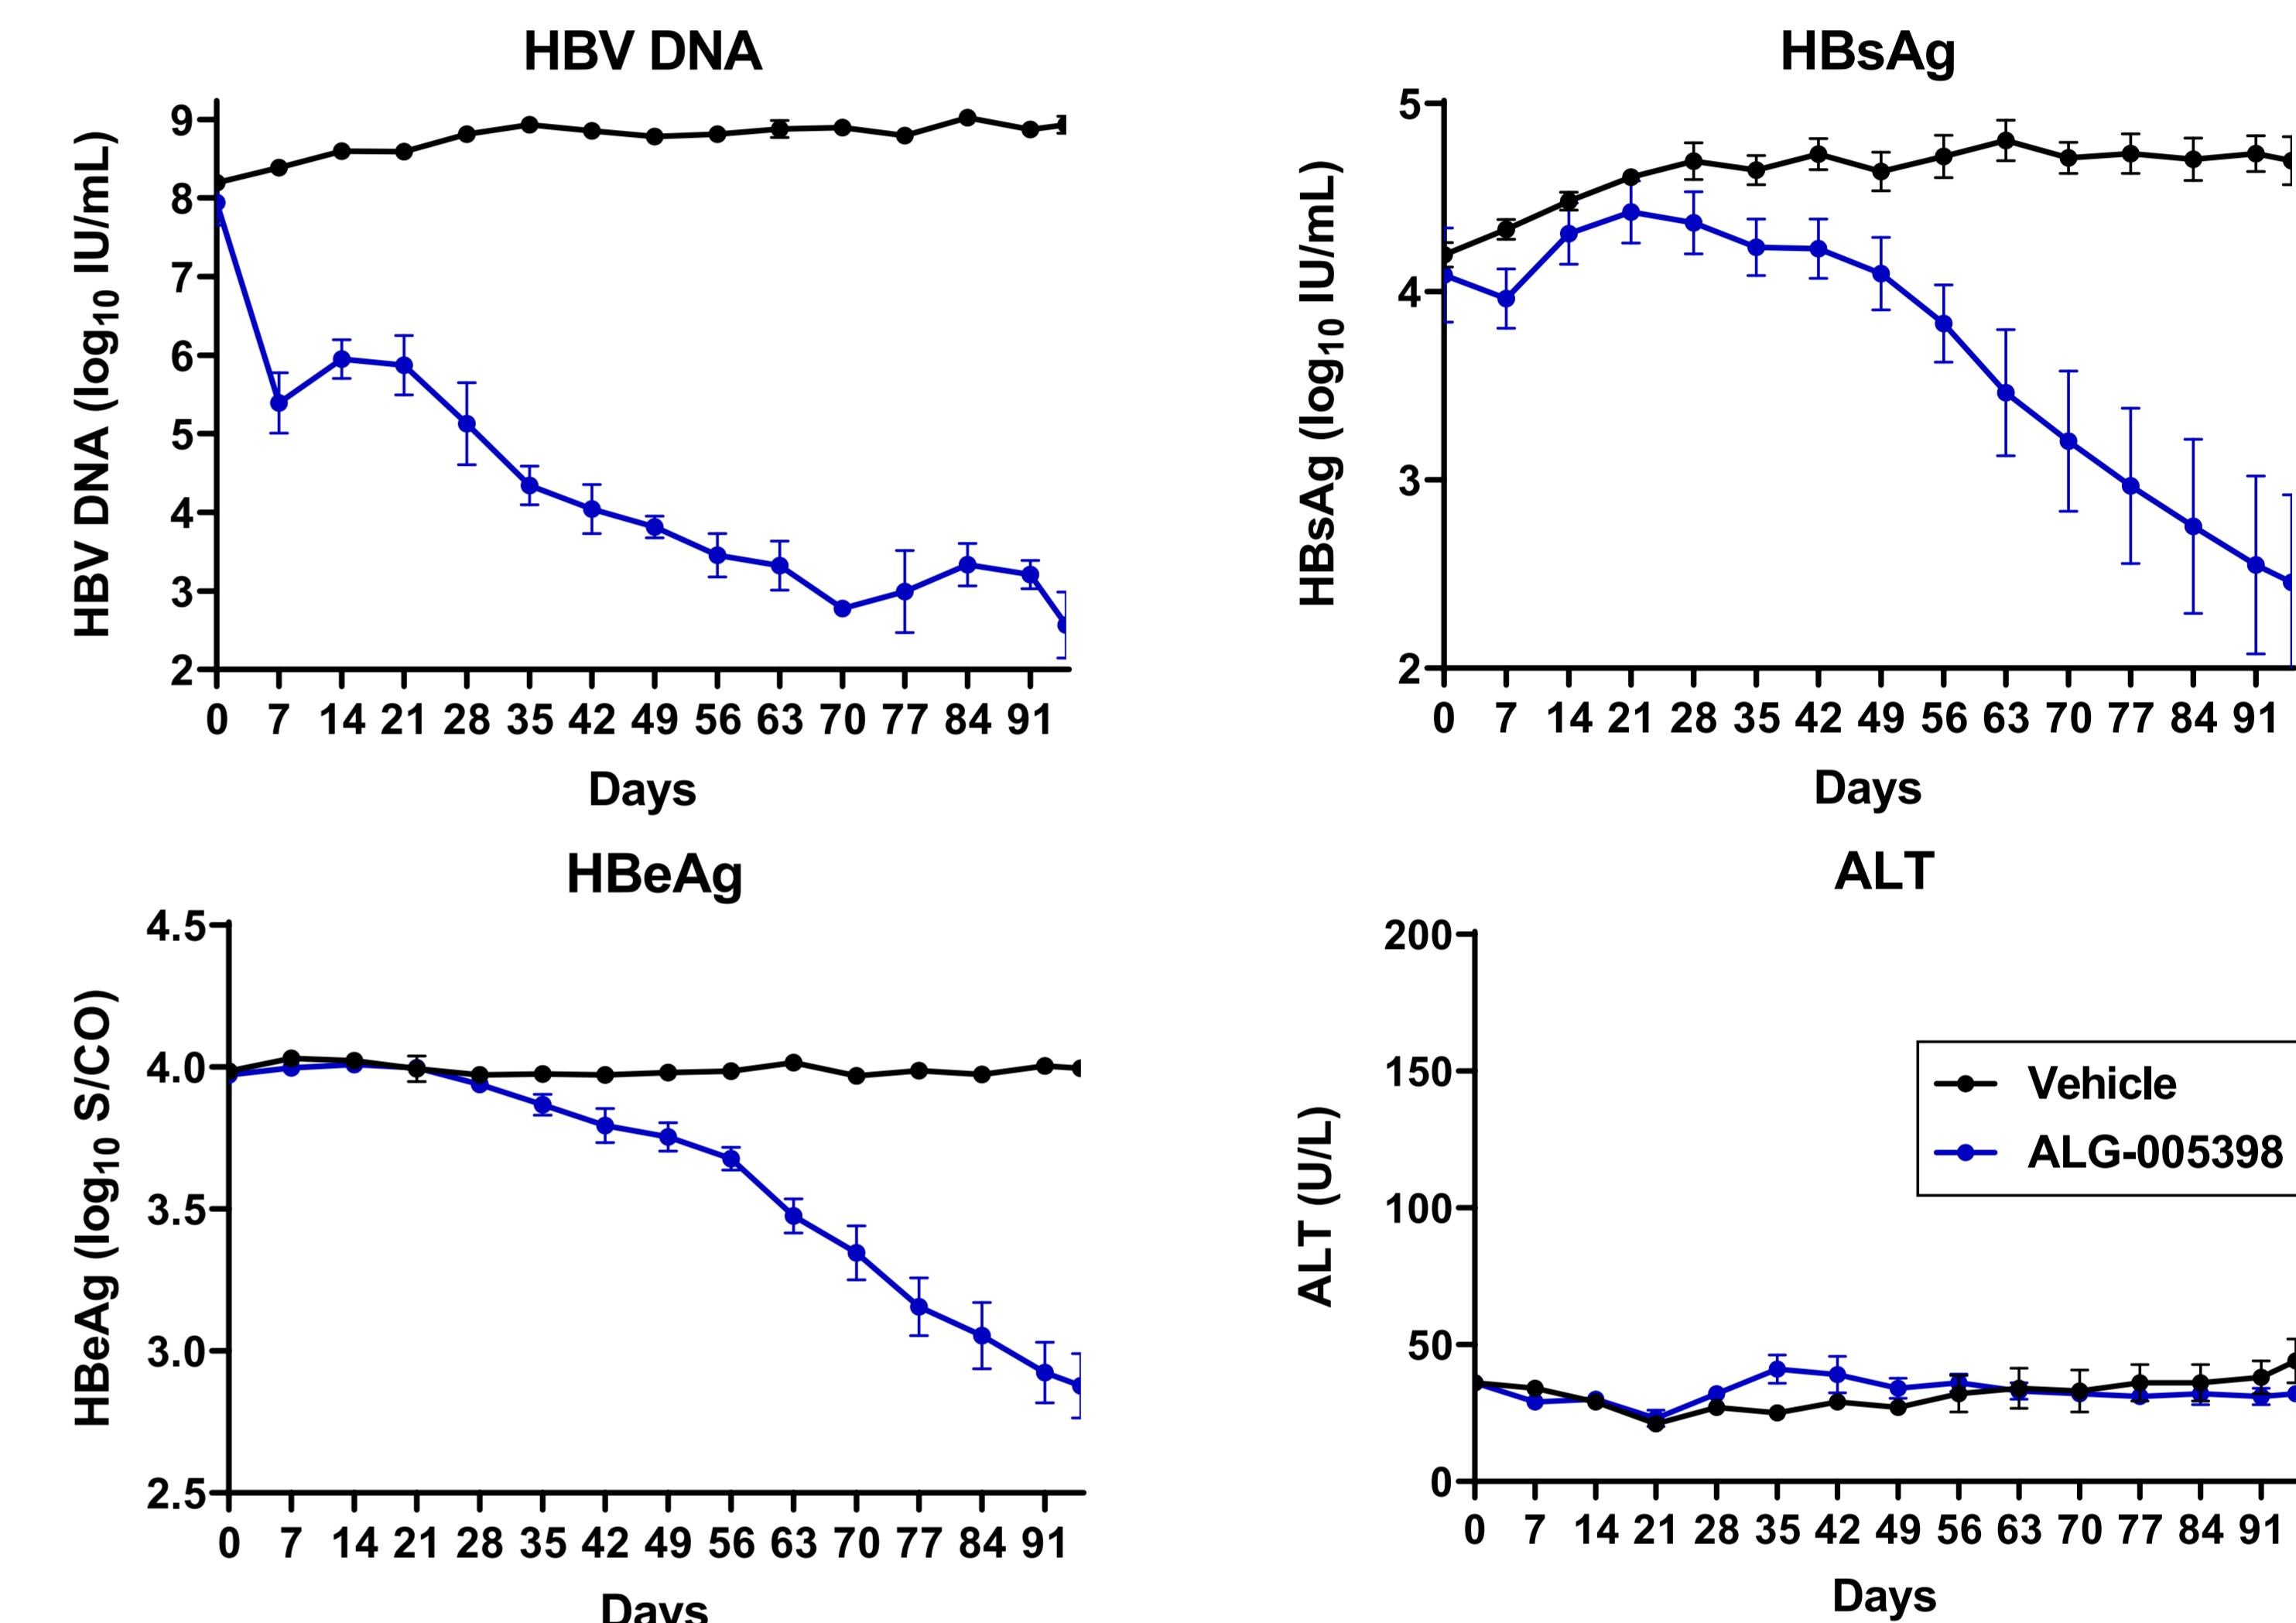 HBV DNA
HBV DNA (log10 IU/mL)
9
8
7
6
5
4
3
2
0 7 14 21 28 35 42 49 56 63 70 77 84 91
Days
HBsAg
HBsAg (log10 IU/mL)
5
4
3
2
0 7 14 21 28 35 42 49 56 63 70 77 84 91
Days
HBeAg
HBeAg (log10 S/CO)
4.5
4.0
3.5
3.0
2.5
0 7 14 21 28 35 42 49 56 63 70 77 84 91
Days
ALT
ALT (U/L)
200
150
100
50
0
Vehicle
ALG-005398
0 7 14 21 28 35 42 49 56 63 70 77 84 91
Days